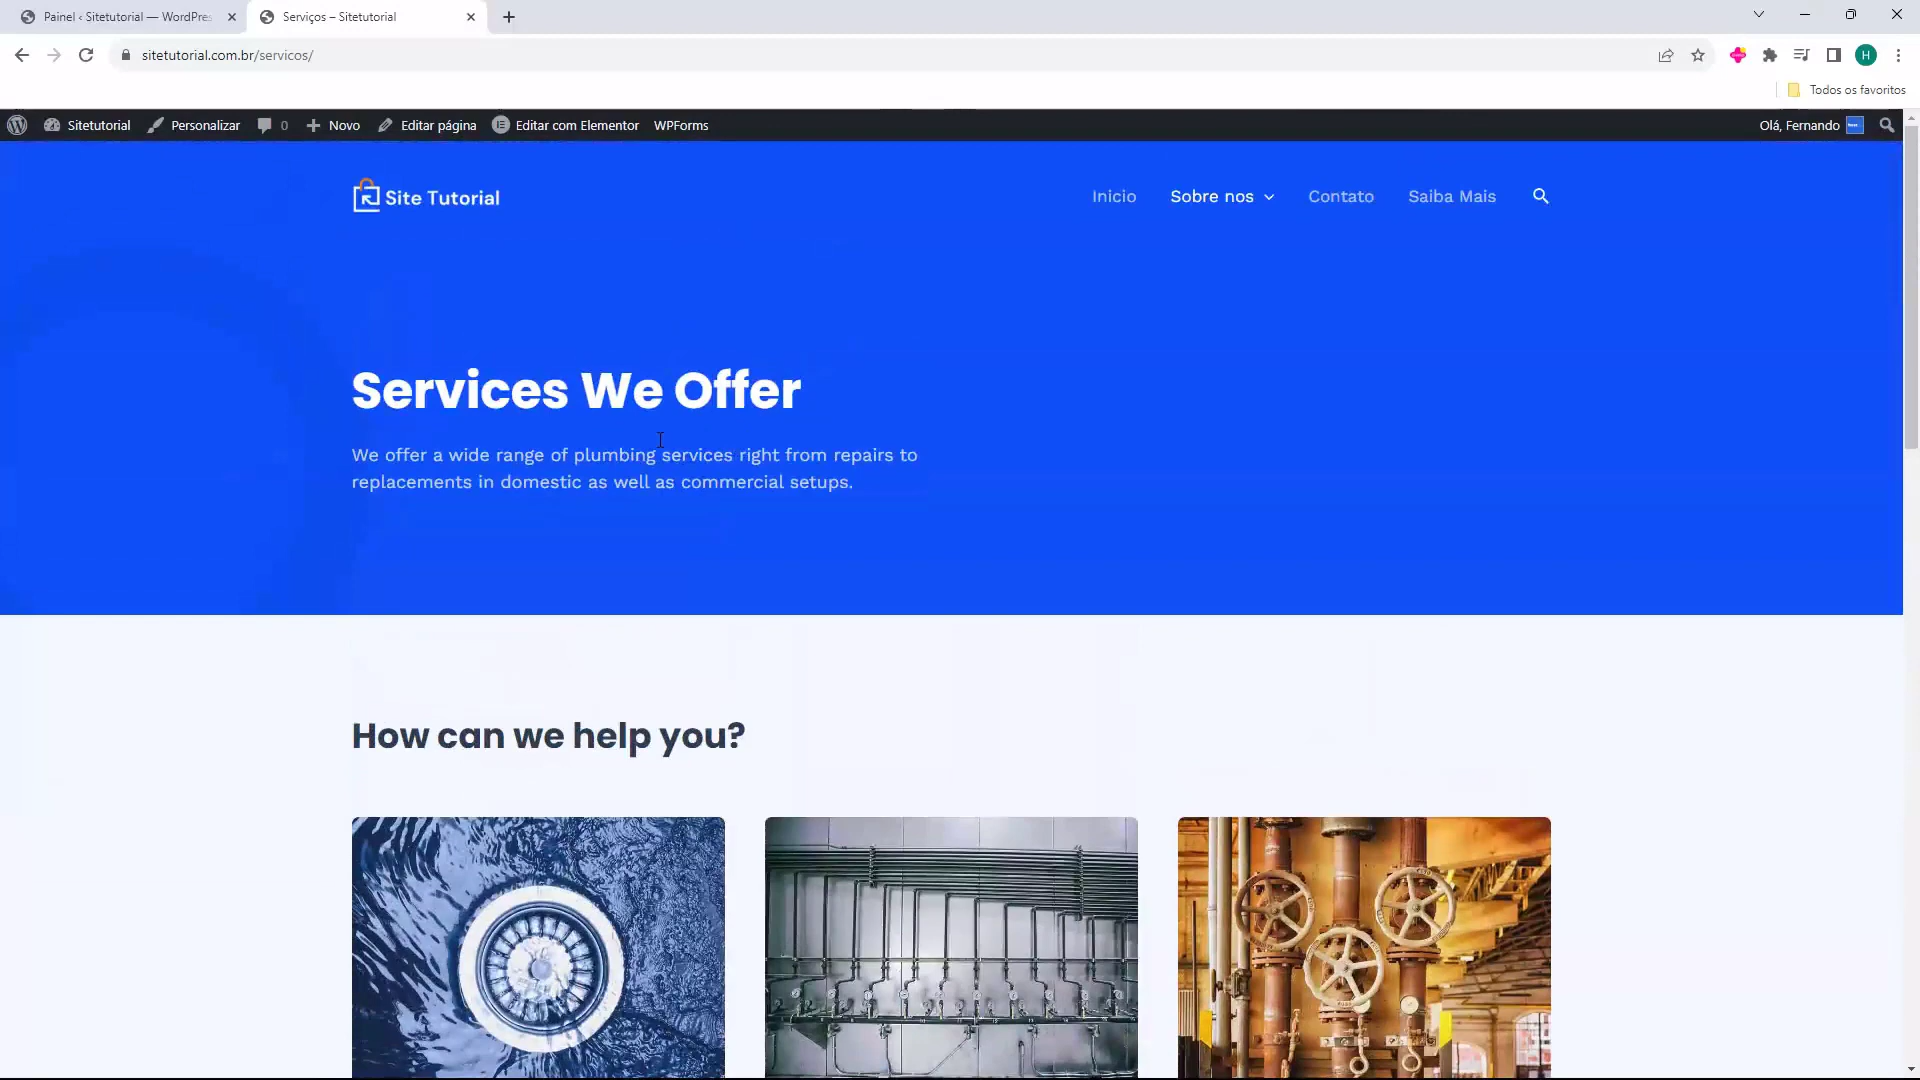 Painel ‹ Sitetutorial — WordPres
Serviços – Sitetutorial
sitetutorial.com.br/servicos/
H
Todos os favoritos
Sitetutorial
Personalizar
0
Novo
Editar página
Editar com Elementor
WPForms
Olá, Fernando
Site Tutorial
Inicio
Sobre nos
Contato
Saiba Mais
Services We Offer
We offer a wide range of plumbing services right from repairs to
replacements in domestic as well as commercial setups.
How can we help you?